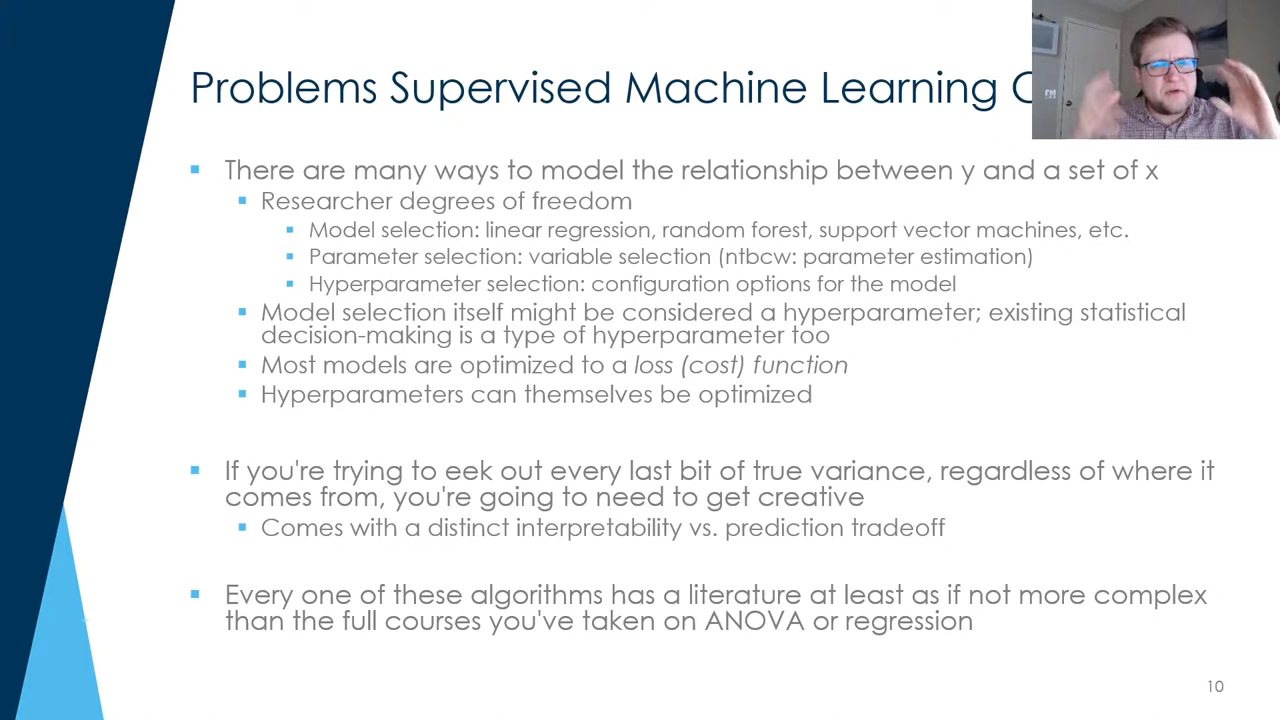 Problems Supervised Machine Learning
▪ There are many ways to model the relationship between y and a set of x
▪ Researcher degrees of freedom
▪ Model selection: linear regression, random forest, support vector machines, etc.
▪ Parameter selection: variable selection (ntbcw: parameter estimation)
▪ Hyperparameter selection: configuration options for the model
▪ Model selection itself might be considered a hyperparameter; existing statistical
decision-making is a type of hyperparameter too
▪ Most models are optimized to a loss (cost) function
▪ Hyperparameters can themselves be optimized
▪ If you're trying to eek out every last bit of true variance, regardless of where it
comes from, you're going to need to get creative
▪ Comes with a distinct interpretability vs. prediction tradeoff
▪ Every one of these algorithms has a literature at least as if not more complex
than the full courses you've taken on ANOVA or regression
10